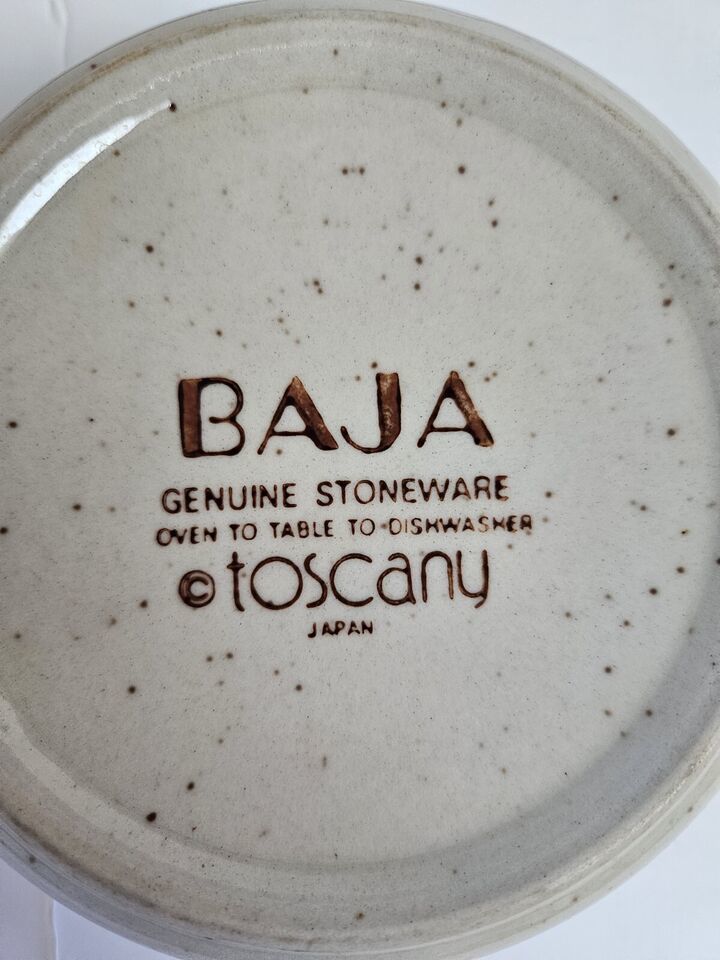 BAJA
GENUINE STONEWARE
OVEN TO TABLE TO DISHWASHER
©toscany
JAPAN